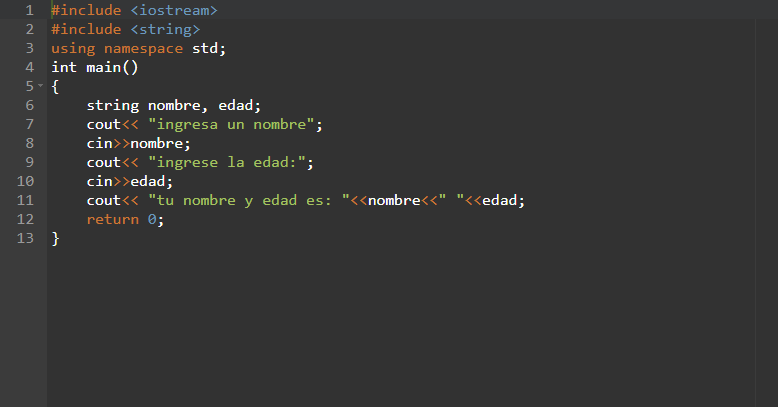 1 #include <iostream>
2 #include <string>
3 using namespace std;
4 int main()
5 {
6     string nombre, edad;
7     cout<< "ingresa un nombre";
8     cin>>nombre;
9     cout<< "ingrese la edad:";
10     cin>>edad;
11     cout<< "tu nombre y edad es: "<<nombre<<" "<<edad;
12     return 0;
13 }